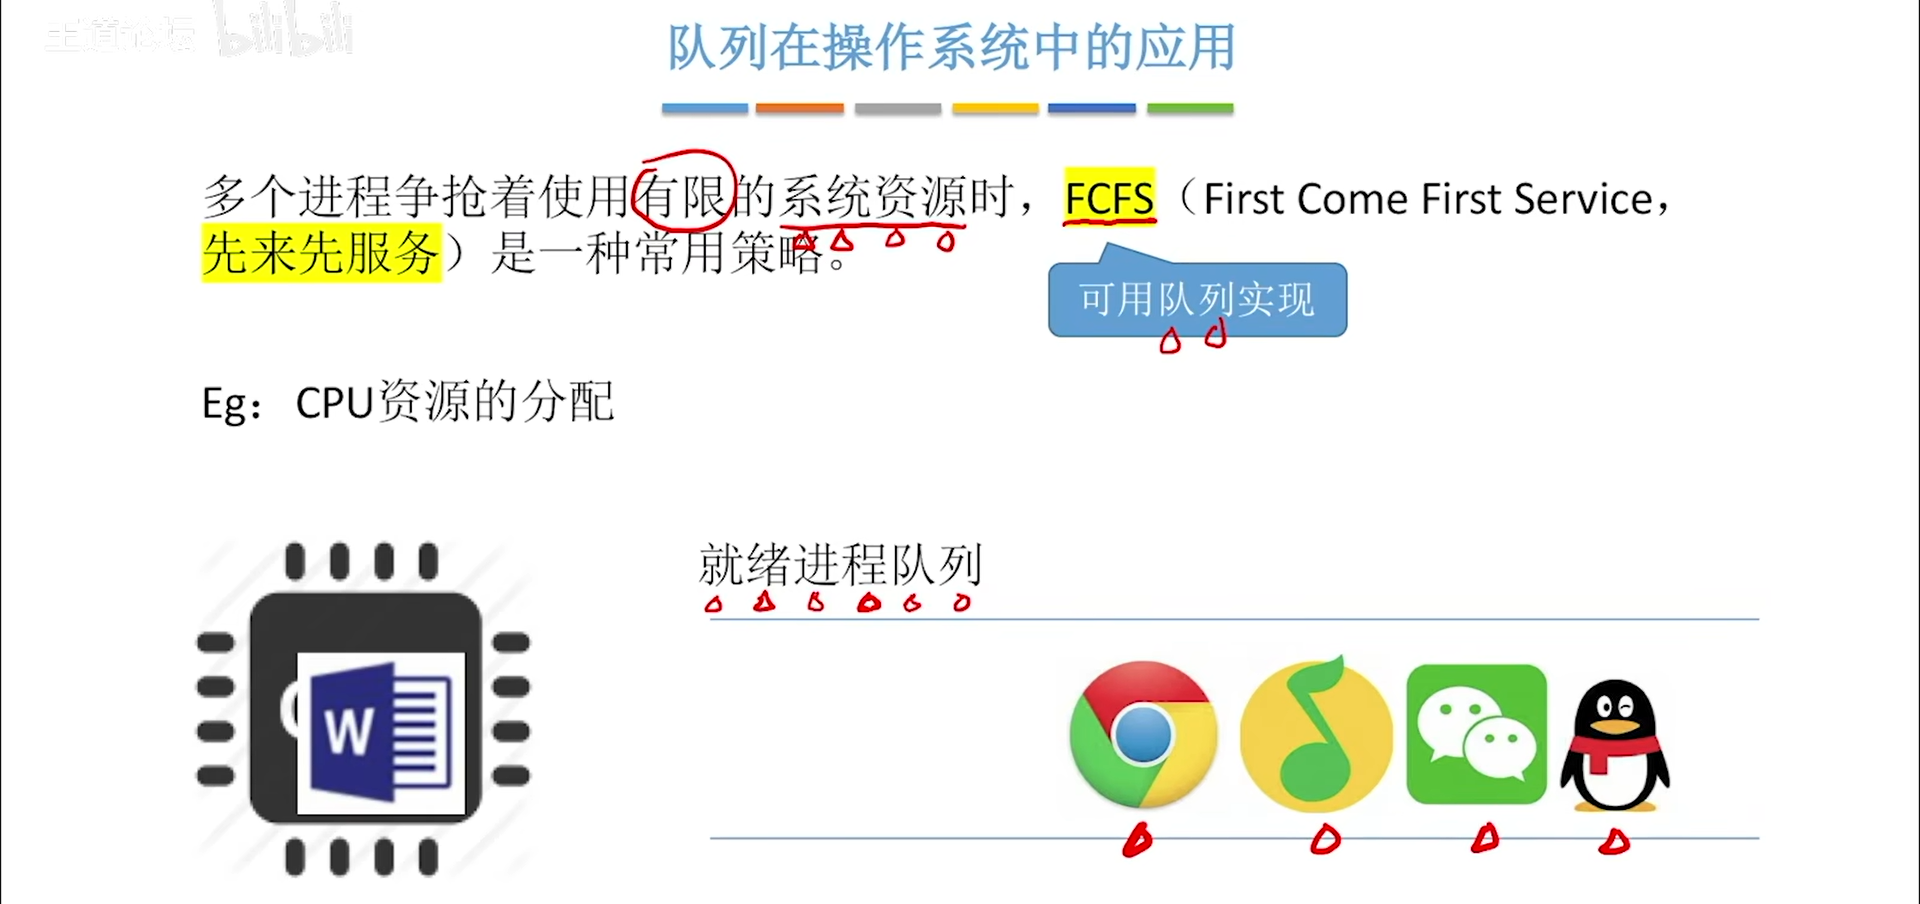 王道论坛 bilibili
队列在操作系统中的应用
多个进程争抢着使用有限的系统资源时，FCFS（First Come First Service，
先来先服务）是一种常用策略。
可用队列实现
Eg：CPU资源的分配
就绪进程队列
W